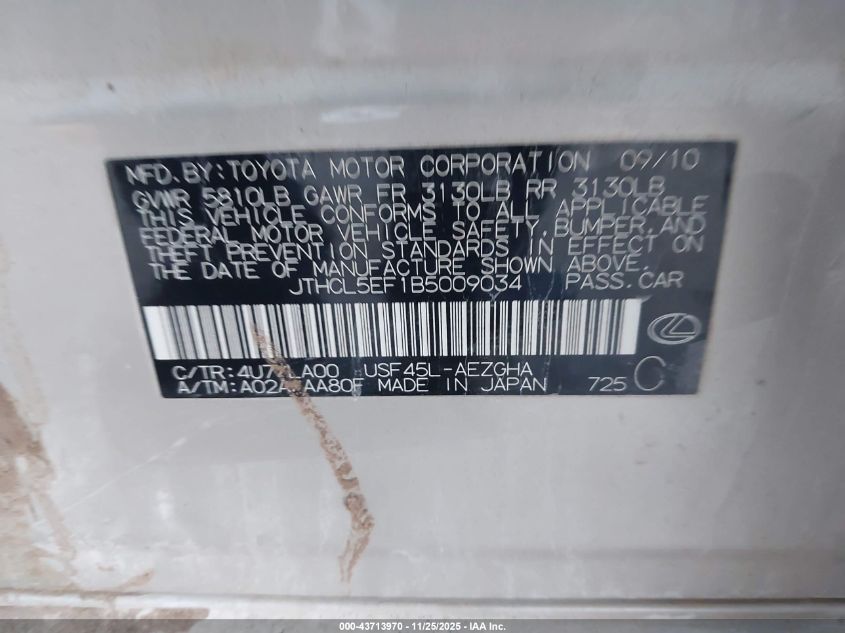 MFD. BY: TOYOTA MOTOR CORPORATION 09/10
GVWR 5810LB GAWR FR 3130LB RR 3130LB
THIS VEHICLE CONFORMS TO ALL APPLICABLE
FEDERAL MOTOR VEHICLE SAFETY, BUMPER, AND
THEFT PREVENTION STANDARDS IN EFFECT ON
THE DATE OF MANUFACTURE SHOWN ABOVE.
JTHCL5EF1B5009034 PASS. CAR
C/TR: USF45L-AEZGHA
A/TM: MADE IN JAPAN 725 C
000-43713970 - 11/25/2025 - IAA Inc.